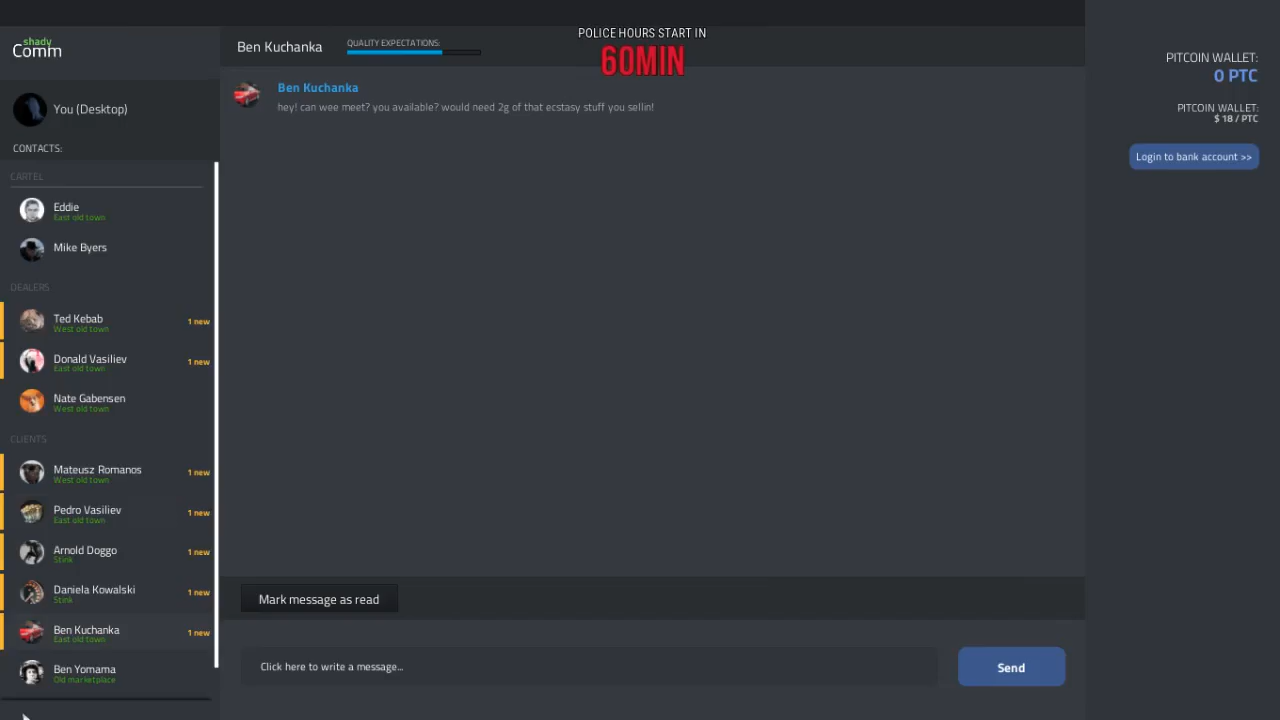 shady
Comm
You (Desktop)
CONTACTS:
CARTEL
Eddie
East old town
Mike Byers
DEALERS
Ted Kebab
West old town
1 new
Donald Vasiliev
East old town
1 new
Nate Gabensen
West old town
CLIENTS
Mateusz Romanos
West old town
1 new
Pedro Vasiliev
East old town
1 new
Arnold Doggo
Stink
1 new
Daniela Kowalski
Stink
1 new
Ben Kuchanka
East old town
1 new
Ben Yomama
Old marketplace
Ben Kuchanka
QUALITY EXPECTATIONS:
POLICE HOURS START IN
60MIN
Ben Kuchanka
hey! can wee meet? you available? would need 2g of that ecstasy stuff you sellin!
Mark message as read
Click here to write a message...
Send
PITCOIN WALLET:
0 PTC
PITCOIN WALLET:
$ 18 / PTC
Login to bank account >>